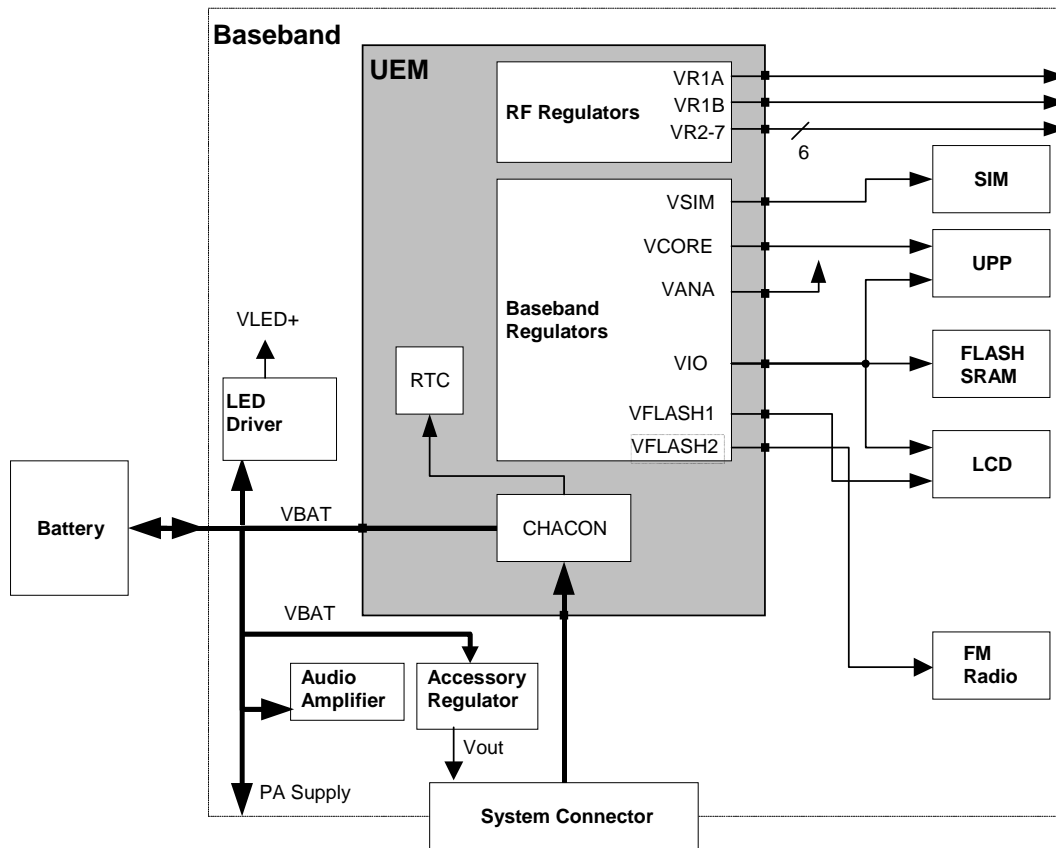 Baseband
UEM
RF Regulators
VR1A
VR1B
VR2-7
6
Baseband
Regulators
VSIM
VCORE
VANA
VIO
VFLASH1
VFLASH2
SIM
UPP
FLASH
SRAM
LCD
FM
Radio
VLED+
LED
Driver
RTC
CHACON
Battery
VBAT
VBAT
Audio
Amplifier
Accessory
Regulator
Vout
PA Supply
System Connector